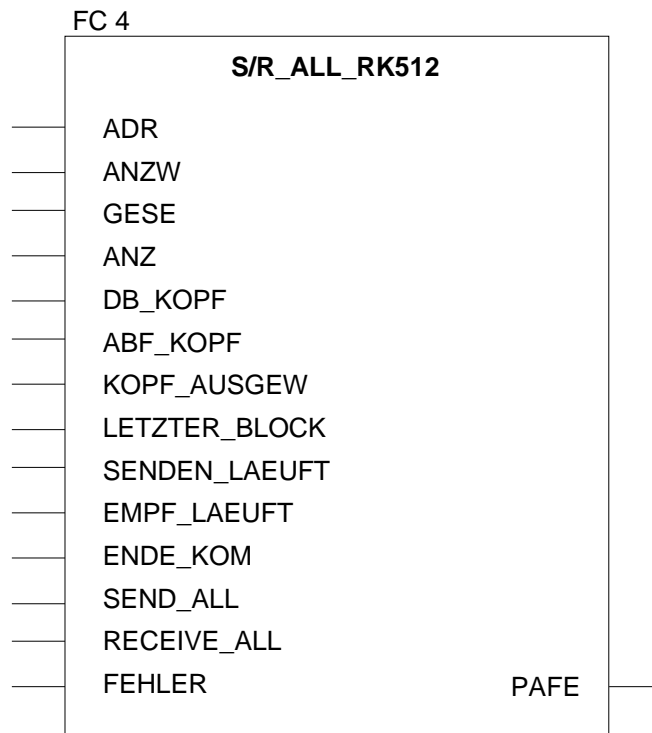 FC 4
S/R_ALL_RK512
ADR
ANZW
GESE
ANZ
DB_KOPF
ABF_KOPF
KOPF_AUSGEW
LETZTER_BLOCK
SENDEN_LAEUFT
EMPF_LAEUFT
ENDE_KOM
SEND_ALL
RECEIVE_ALL
FEHLER PAFE